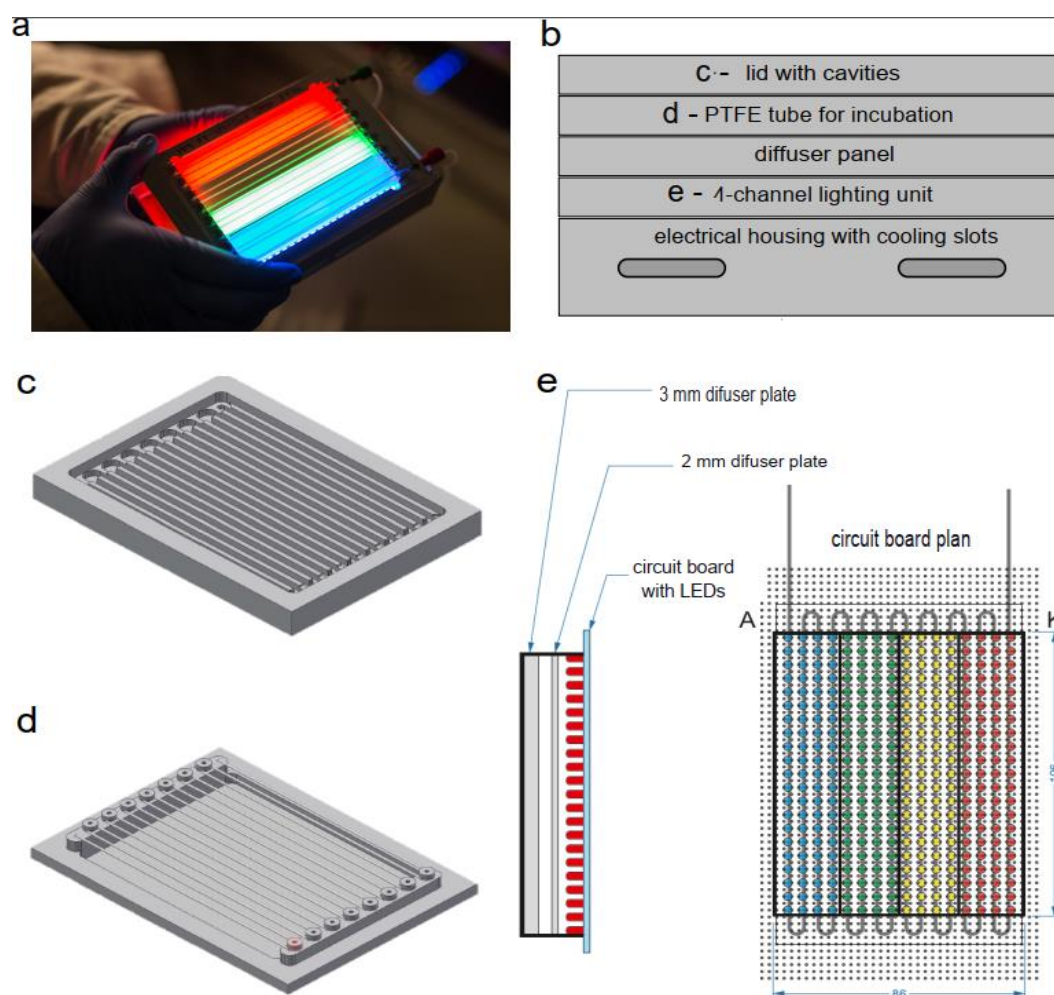 a
b
c - lid with cavities
d - PTFE tube for incubation
diffuser panel
e - 4-channel lighting unit
electrical housing with cooling slots
c
e
3 mm difuser plate
2 mm difuser plate
circuit board plan
circuit board
with LEDs
A
d
86